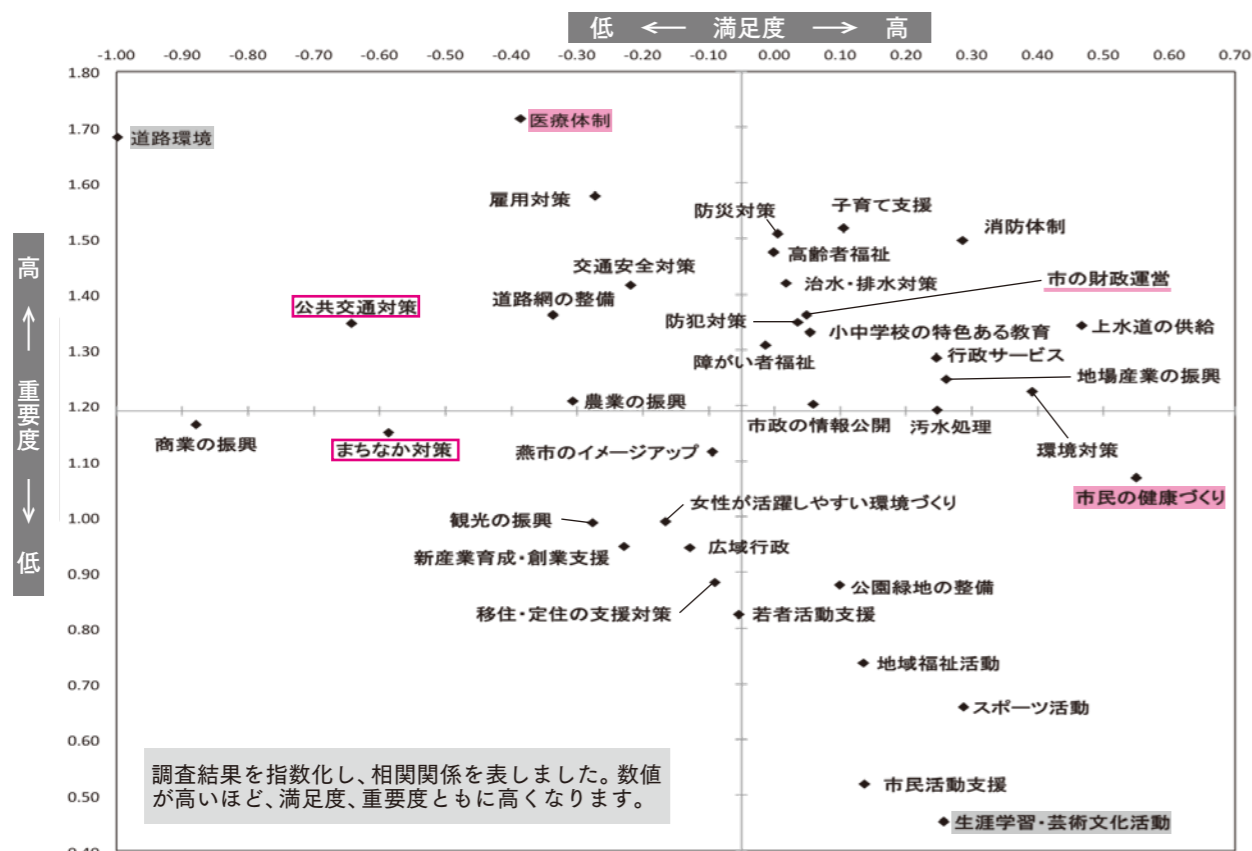 低 ← 満足度 → 高
-1.00 -0.90 -0.80 -0.70 -0.60 -0.50 -0.40 -0.30 -0.20 -0.10 0.00 0.10 0.20 0.30 0.40 0.50 0.60 0.70
高 ← 重要度 → 低
1.80
1.70
1.60
1.50
1.40
1.30
1.20
1.10
1.00
0.90
0.80
0.70
0.60
0.50
0.40
医療体制
道路環境
雇用対策
防災対策
子育て支援
消防体制
高齢者福祉
交通安全対策
治水・排水対策
市の財政運営
道路網の整備
公共交通対策
防犯対策
小中学校の特色ある教育
上水道の供給
障がい者福祉
行政サービス
地場産業の振興
農業の振興
市政の情報公開
汚水処理
環境対策
商業の振興
まちなか対策
燕市のイメージアップ
市民の健康づくり
女性が活躍しやすい環境づくり
観光の振興
新産業育成・創業支援
広域行政
公園緑地の整備
移住・定住の支援対策
若者活動支援
地域福祉活動
スポーツ活動
市民活動支援
生涯学習・芸術文化活動
調査結果を指数化し、相関関係を表しました。数値
が高いほど、満足度、重要度ともに高くなります。